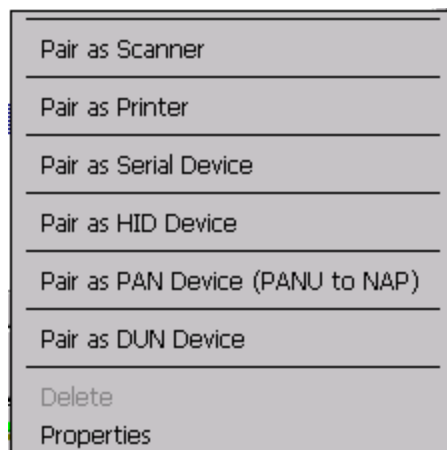 Pair as Scanner
Pair as Printer
Pair as Serial Device
Pair as HID Device
Pair as PAN Device (PANU to NAP)
Pair as DUN Device
Delete
Properties